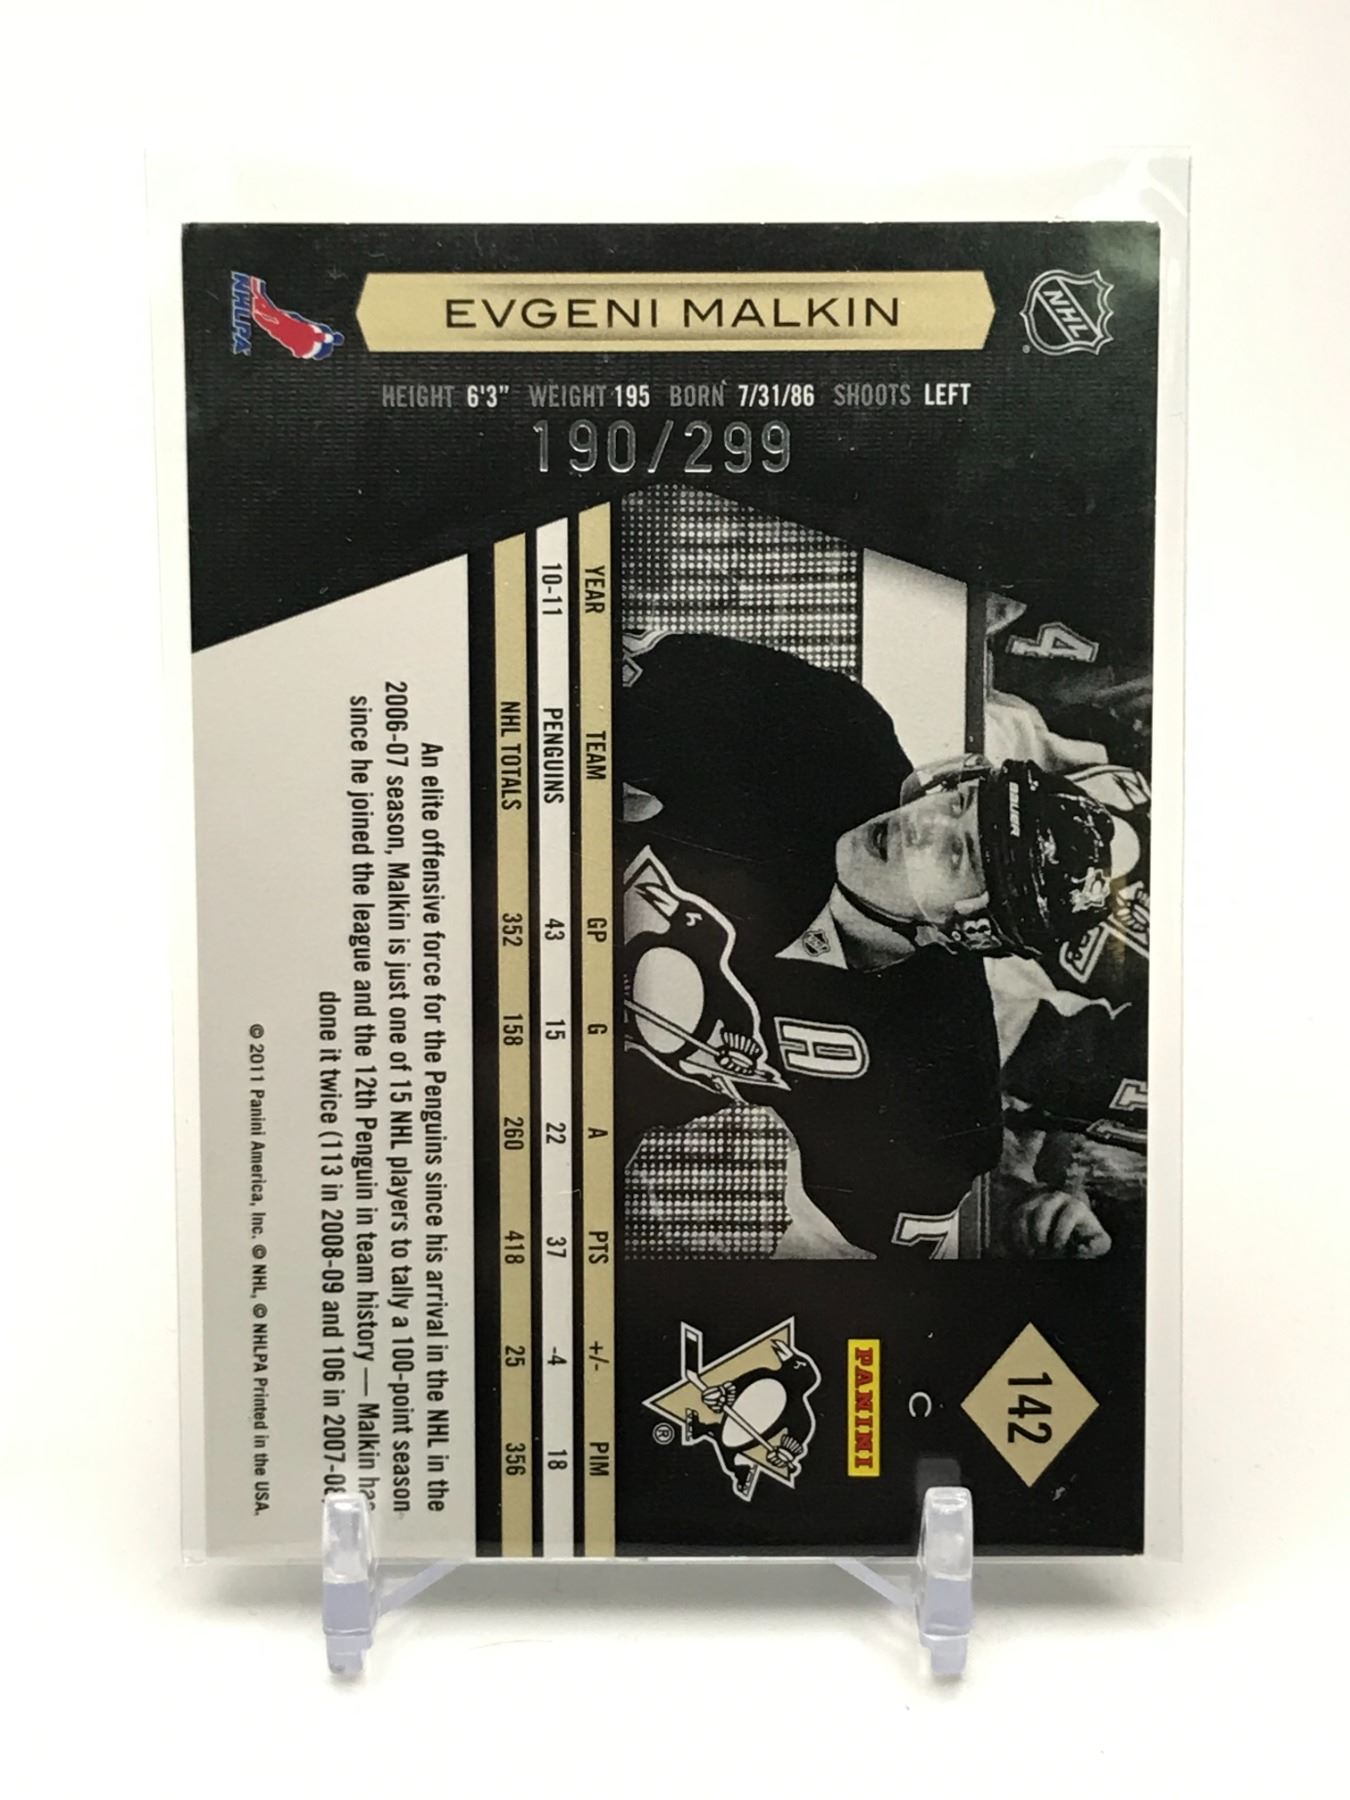 EVGENI MALKIN
NHL
NHLPA
HEIGHT 6'3" WEIGHT 195 BORN 7/31/86 SHOOTS LEFT
190/299
142
C
PANINI
®
4
BAUER
A
7
YEAR TEAM GP G A PTS +/- PIM
10-11 PENGUINS 43 15 22 37 -4 18
NHL TOTALS 352 158 260 418 25 356
An elite offensive force for the Penguins since his arrival in the NHL in the
2006-07 season, Malkin is just one of 15 NHL players to tally a 100-point season
since he joined the league and the 12th Penguin in team history — Malkin has
done it twice (113 in 2008-09 and 106 in 2007-08
© 2011 Panini America, Inc. © NHL, © NHLPA Printed in the USA.